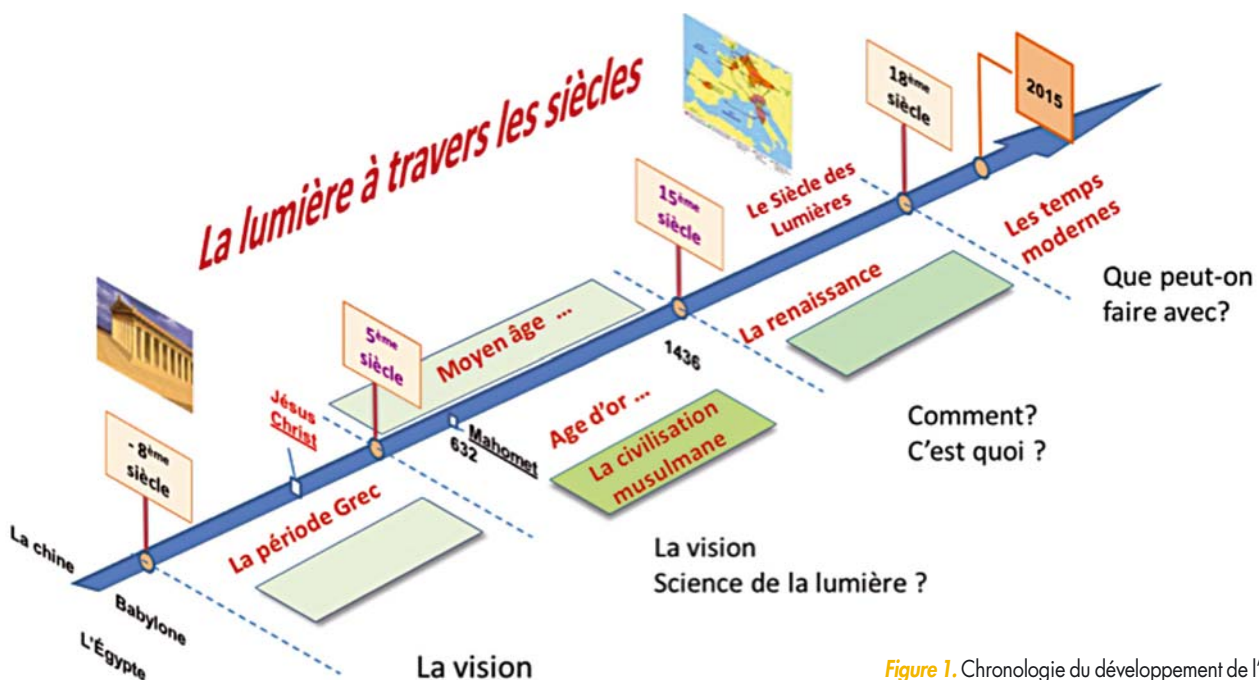 La lumière à travers les siècles
18ème
siècle
2015
15ème
siècle
Le Siècle des
Lumières
Les temps
modernes
Que peut-on
faire avec?
5ème
siècle
Moyen âge ...
1436
La renaissance
Comment?
C'est quoi ?
Jésus
Christ
Mahomet
632
Age d'or ...
La civilisation
musulmane
La vision
Science de la lumière ?
- 8ème
siècle
La période Grec
La chine
Babylone
L'Égypte
La vision
Figure 1. Chronologie du développement de l'